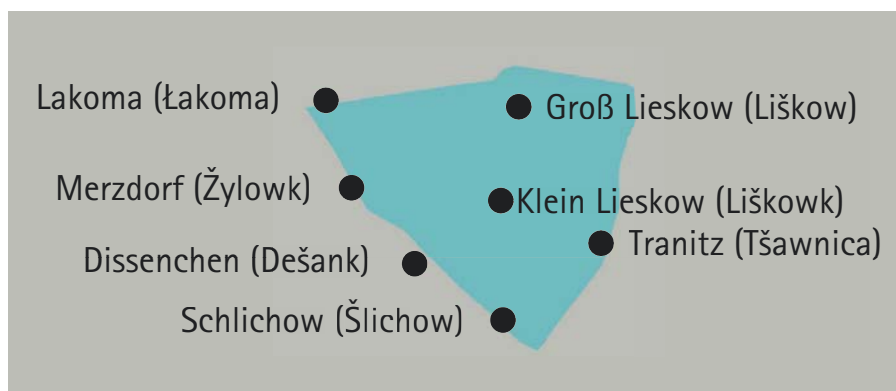 Lakoma (Łakoma)
Groß Lieskow (Liškow)
Merzdorf (Žylowk)
Klein Lieskow (Liškowk)
Tranitz (Tšawnica)
Dissenchen (Dešank)
Schlichow (Šlichow)